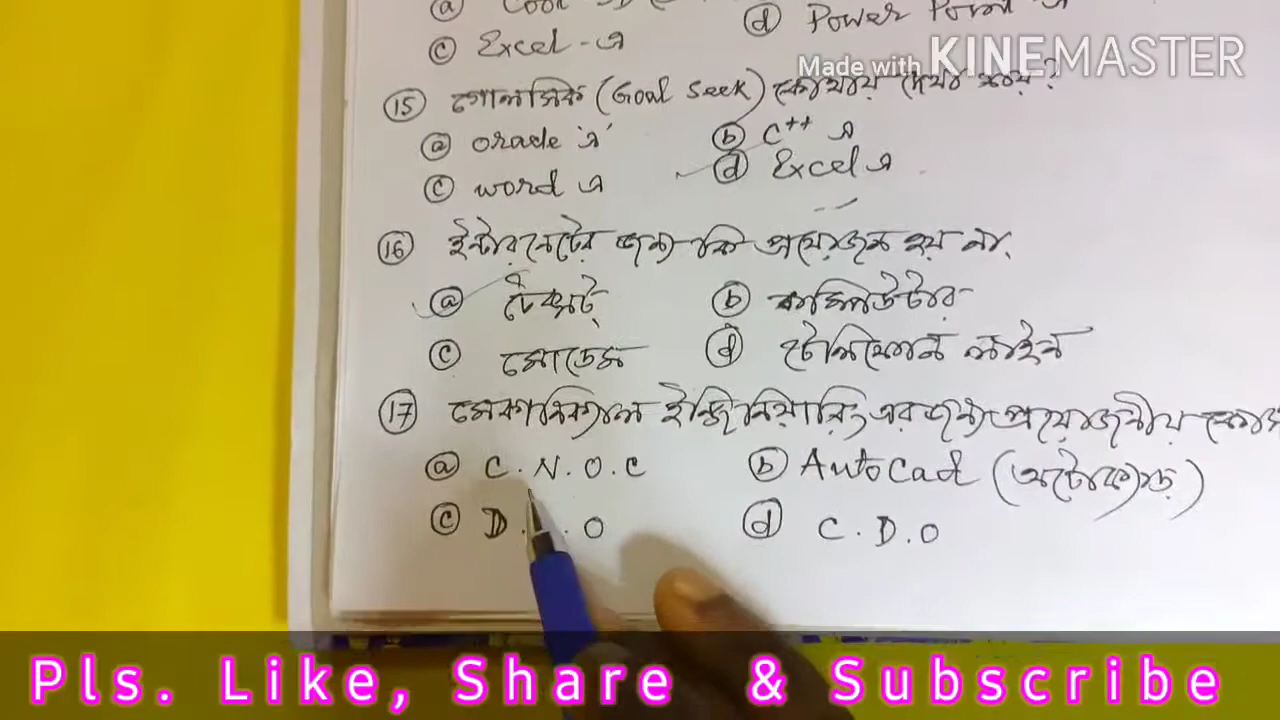 ⓐ
ⓓ Power Point এ
ⓒ Excel-এ
Made with KINEMASTER
⑮ গোলসিক (Goal Seek) কোথায় দেখা যায়?
ⓐ oracle এ ⓑ C++ এ
ⓒ word এ ⓓ Excel এ
⑯ ইন্টারনেটের জন্য কি প্রয়োজন হয় না.
ⓐ টেক্সট্ ⓑ কম্পিউটার
ⓒ মোডেম ⓓ টেলিফোন লাইন
⑰ মেকানিক্যাল ইঞ্জিনিয়ারিং এর জন্য প্রয়োজনীয়
ⓐ C.N.O.C ⓑ AutoCad (অটোক্যাড)
ⓒ D. . O ⓓ C.D.O
Pls. Like, Share & Subscribe